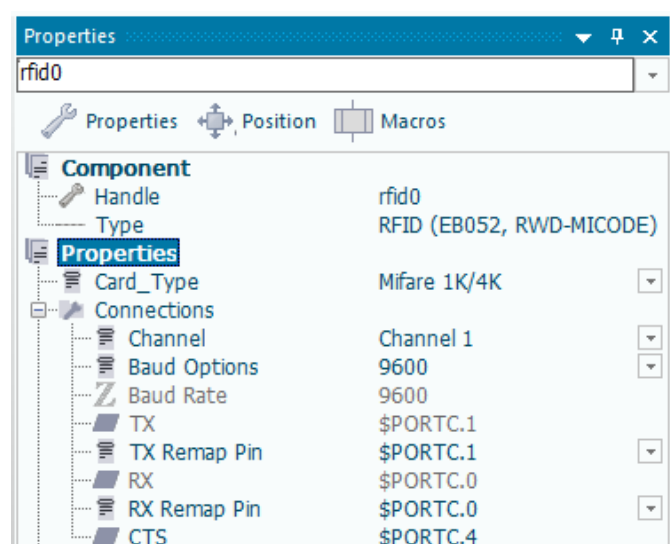 Properties
rfid0
Properties Position Macros
Component
Handle rfid0
Type RFID (EB052, RWD-MICODE)
Properties
Card_Type Mifare 1K/4K
Connections
Channel Channel 1
Baud Options 9600
Baud Rate 9600
TX $PORTC.1
TX Remap Pin $PORTC.1
RX $PORTC.0
RX Remap Pin $PORTC.0
CTS $PORTC.4